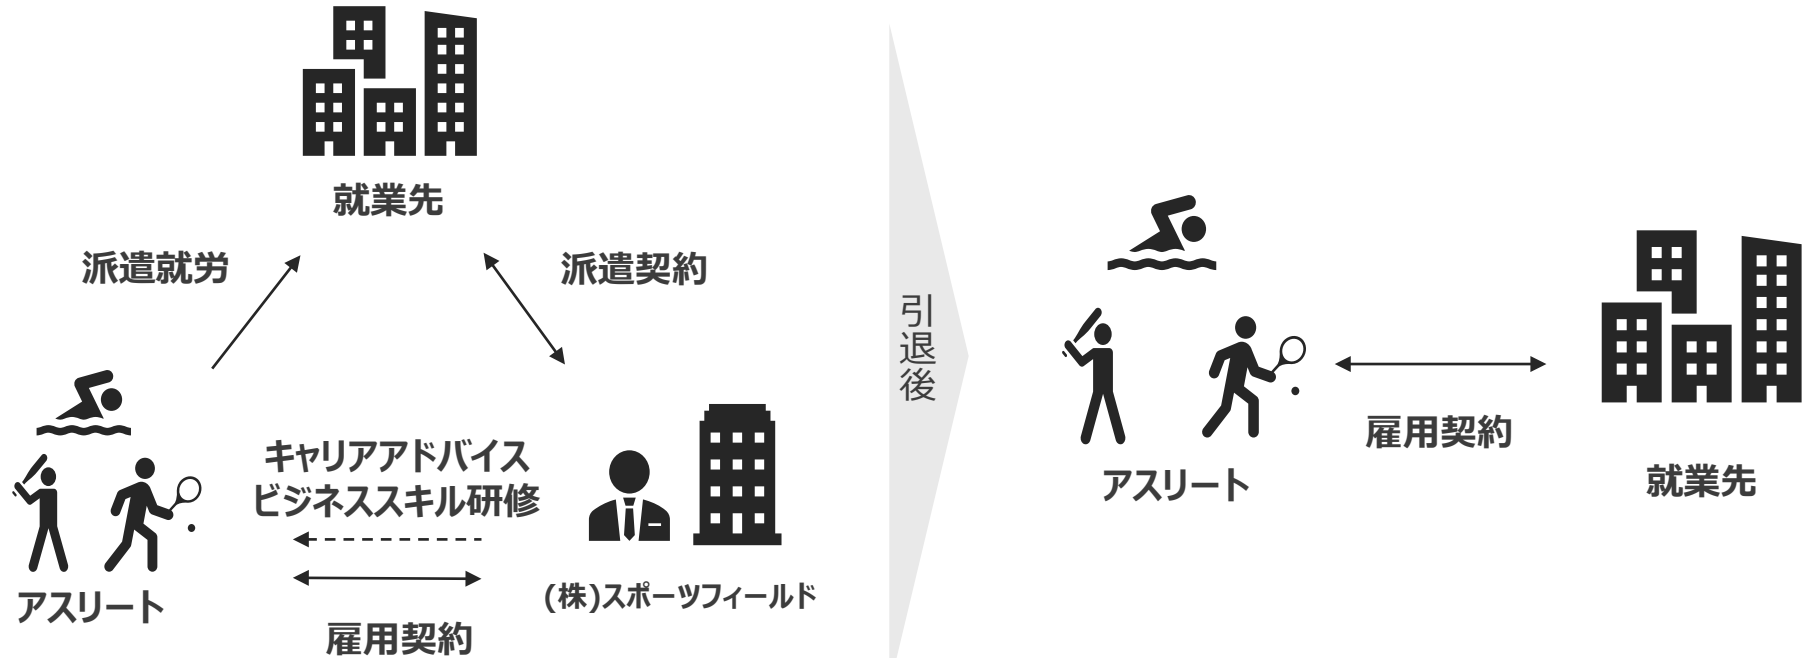 就業先
派遣就労
派遣契約
キャリアアドバイス
ビジネススキル研修
アスリート
(株)スポーツフィールド
雇用契約
引退後
アスリート
雇用契約
就業先